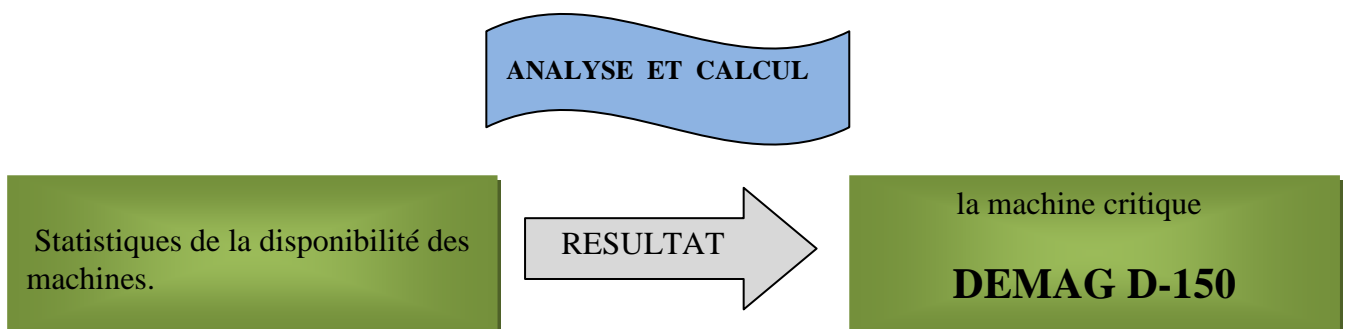 ANALYSE ET CALCUL
Statistiques de la disponibilité des
machines.
RESULTAT
la machine critique
DEMAG D-150